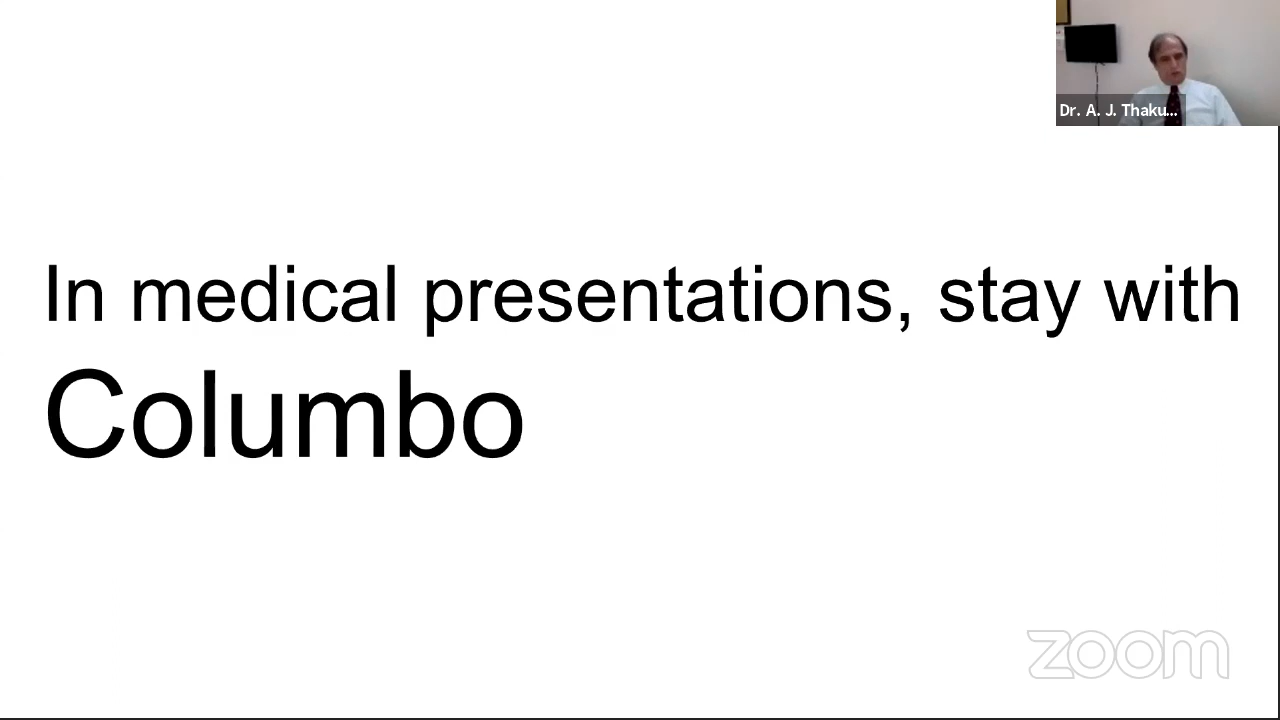 Dr. A. J. Thaku...
In medical presentations, stay with
Columbo
zoom